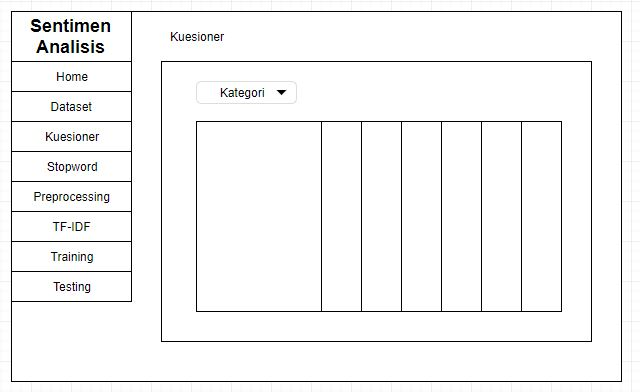 Sentimen
Analisis
Home
Dataset
Kuesioner
Stopword
Preprocessing
TF-IDF
Training
Testing
Kuesioner
Kategori